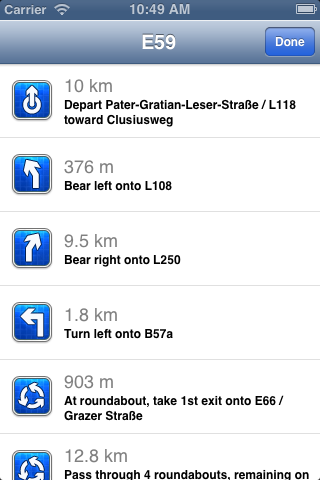 Carrier 10:49 AM
E59
Done
10 km
Depart Pater-Gratian-Leser-Straße / L118
toward Clusiusweg
376 m
Bear left onto L108
9.5 km
Bear right onto L250
1.8 km
Turn left onto B57a
903 m
At roundabout, take 1st exit onto E66 /
Grazer Straße
12.8 km
Pass through 4 roundabouts, remaining on